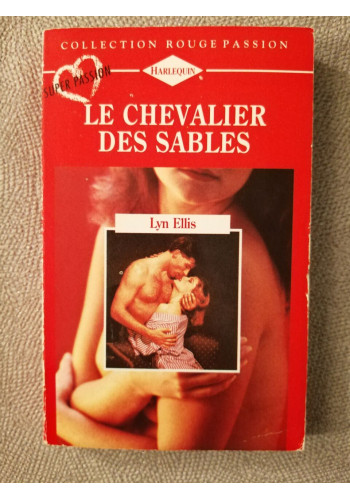 COLLECTION ROUGE PASSION
HARLEQUIN
SUPER PASSION
LE CHEVALIER
DES SABLES
Lyn Ellis